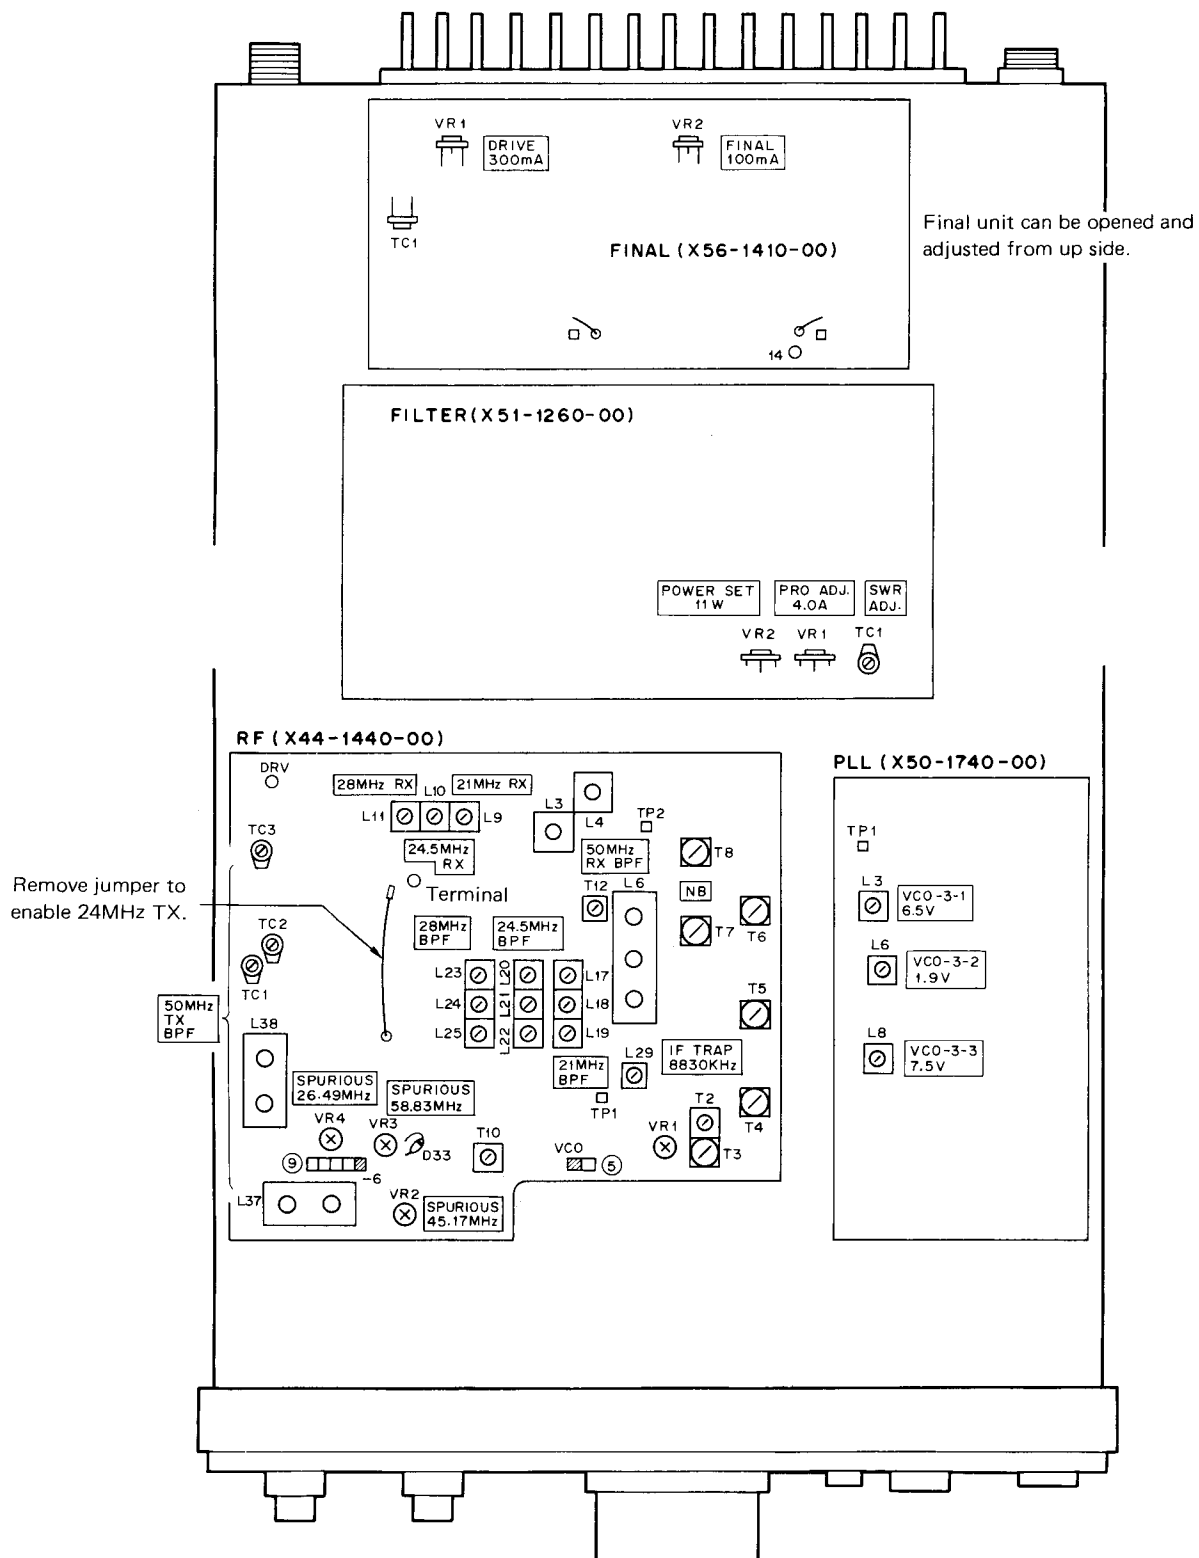 VR1
DRIVE
300mA
VR2
FINAL
100mA
TC1
FINAL (X56-1410-00)
14
Final unit can be opened and
adjusted from up side.
FILTER (X51-1260-00)
POWER SET
11W
PRO ADJ.
4.0A
SWR
ADJ.
VR2
VR1
TC1
RF (X44-1440-00)
DRV
28MHz RX
L10
21MHz RX
L11
L9
L3
L4
TP2
TC3
24.5MHz
RX
50MHz
RX BPF
T8
Terminal
T12
L6
NB
Remove jumper to
enable 24MHz TX.
28MHz
BPF
24.5MHz
BPF
T7
T6
TC2
TC1
L23
L20
L17
L24
L21
L18
L25
L22
L19
T5
50MHz
TX
BPF
L38
21MHz
BPF
L29
IF TRAP
8830KHz
SPURIOUS
26.49MHz
SPURIOUS
58.83MHz
TP1
T2
T4
VR4
VR3
D33
T10
VCO
5
VR1
T3
9
-6
L37
VR2
SPURIOUS
45.17MHz
PLL (X50-1740-00)
TP1
L3
VCO-3-1
6.5V
L6
VCO-3-2
1.9V
L8
VCO-3-3
7.5V